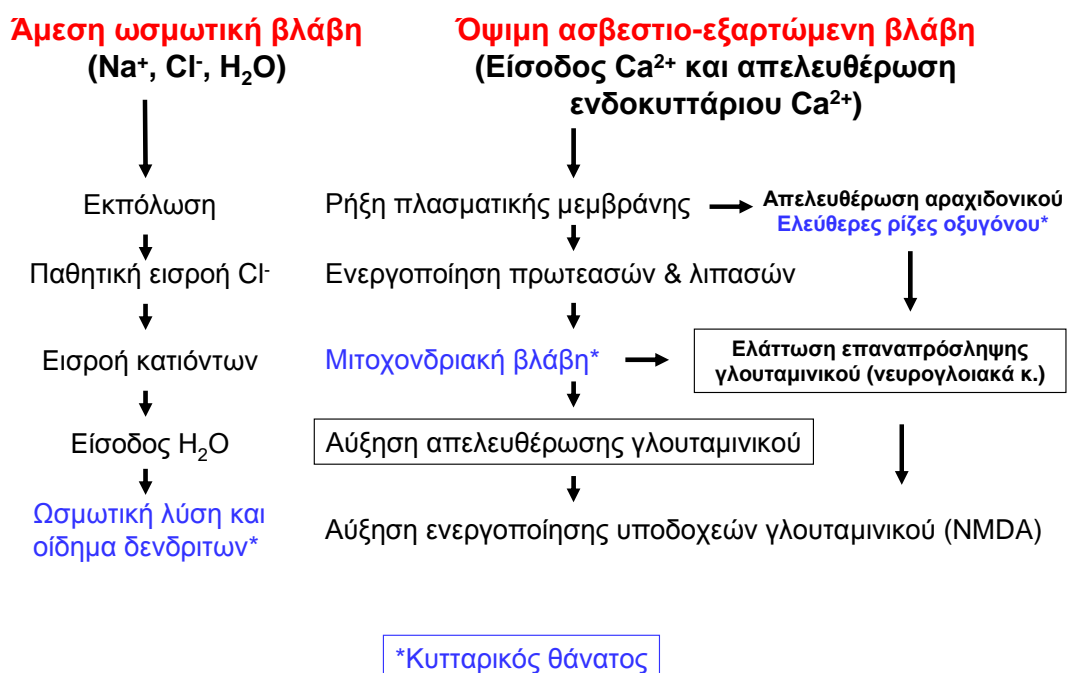 Άμεση ωσμωτική βλάβη
(Na⁺, Cl⁻, H₂O)
Εκπόλωση
Παθητική εισροή Cl⁻
Εισροή κατιόντων
Είσοδος H₂O
Ωσμωτική λύση και
οίδημα δενδριτων*
Όψιμη ασβεστιο-εξαρτώμενη βλάβη
(Είσοδος Ca²⁺ και απελευθέρωση
ενδοκυττάριου Ca²⁺)
Ρήξη πλασματικής μεμβράνης
Απελευθέρωση αραχιδονικού
Ελεύθερες ρίζες οξυγόνου*
Ενεργοποίηση πρωτεασών & λιπασών
Μιτοχονδριακή βλάβη*
Ελάττωση επαναπρόσληψης
γλουταμινικού (νευρογλοιακά κ.)
Αύξηση απελευθέρωσης γλουταμινικού
Αύξηση ενεργοποίησης υποδοχεών γλουταμινικού (NMDA)
*Κυτταρικός θάνατος